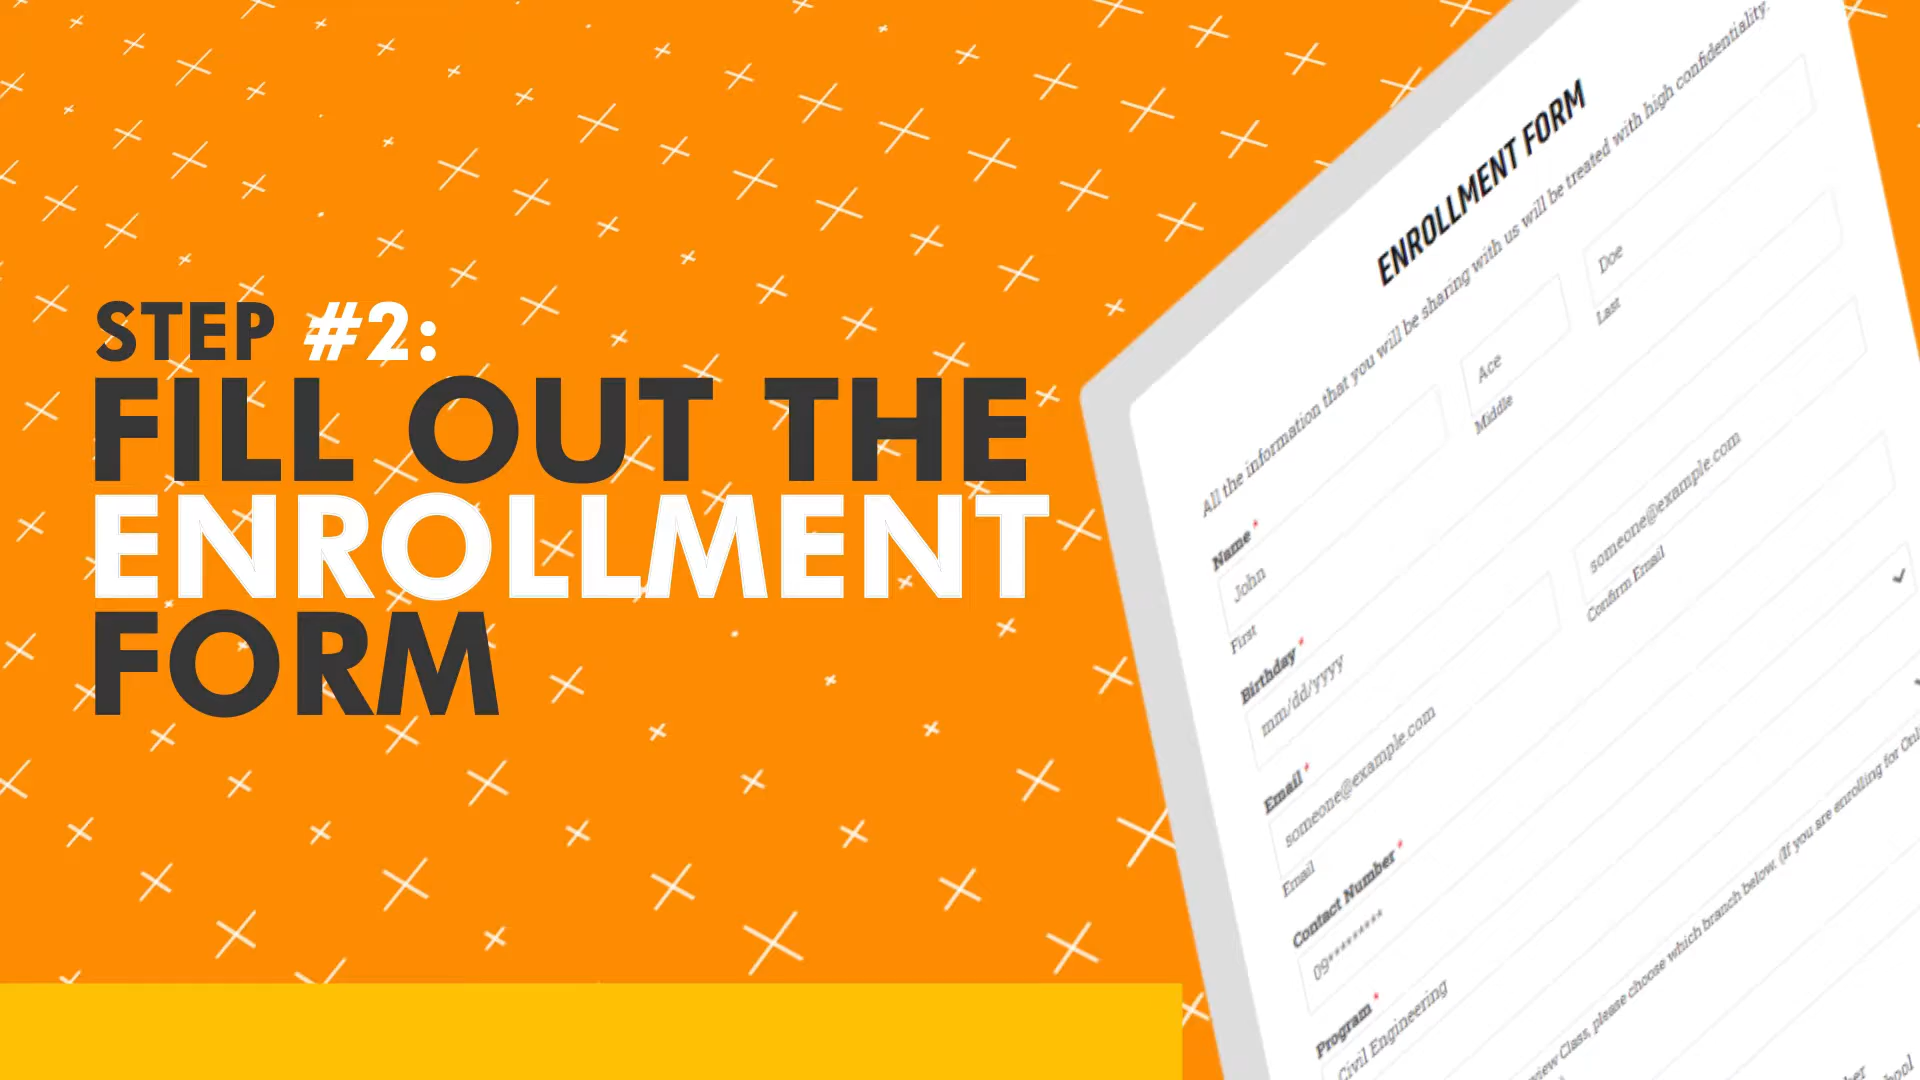 STEP #2:
FILL OUT THE
ENROLLMENT
FORM
ENROLLMENT FORM
All the information that you will be sharing with us will be treated with high confidentiality.
Name *
John
Ace
Doe
First
Middle
Last
Birthday *
mm/dd/yyyy
Email *
someone@example.com
someone@example.com
Email
Confirm Email
Contact Number *
09*********
Program *
Civil Engineering
Class, please choose which branch below. (If you are enrolling for